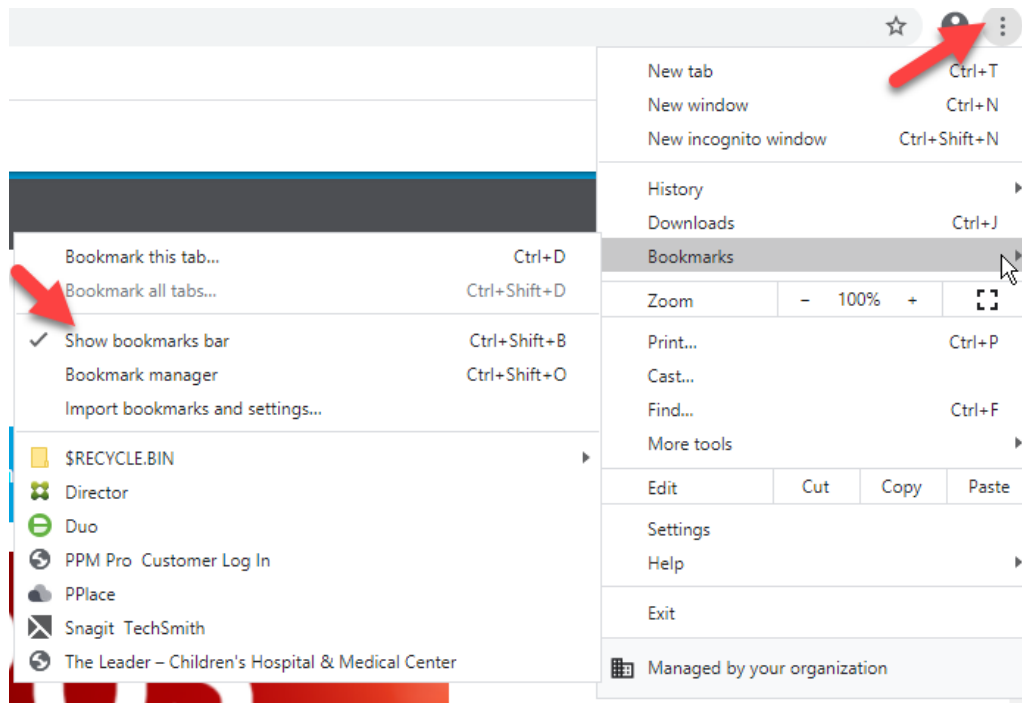 New tab Ctrl+T
New window Ctrl+N
New incognito window Ctrl+Shift+N
History
Downloads Ctrl+J
Bookmarks
Zoom - 100% +
Print... Ctrl+P
Cast...
Find... Ctrl+F
More tools
Edit Cut Copy Paste
Settings
Help
Exit
Managed by your organization
Bookmark this tab... Ctrl+D
Bookmark all tabs... Ctrl+Shift+D
Show bookmarks bar Ctrl+Shift+B
Bookmark manager Ctrl+Shift+O
Import bookmarks and settings...
$RECYCLE.BIN
Director
Duo
PPM Pro Customer Log In
PPlace
Snagit TechSmith
The Leader – Children's Hospital & Medical Center